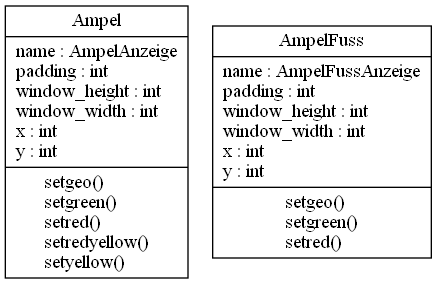 Ampel
name : AmpelAnzeige
padding : int
window_height : int
window_width : int
x : int
y : int
setgeo()
setgreen()
setred()
setredyellow()
setyellow()
AmpelFuss
name : AmpelFussAnzeige
padding : int
window_height : int
window_width : int
x : int
y : int
setgeo()
setgreen()
setred()